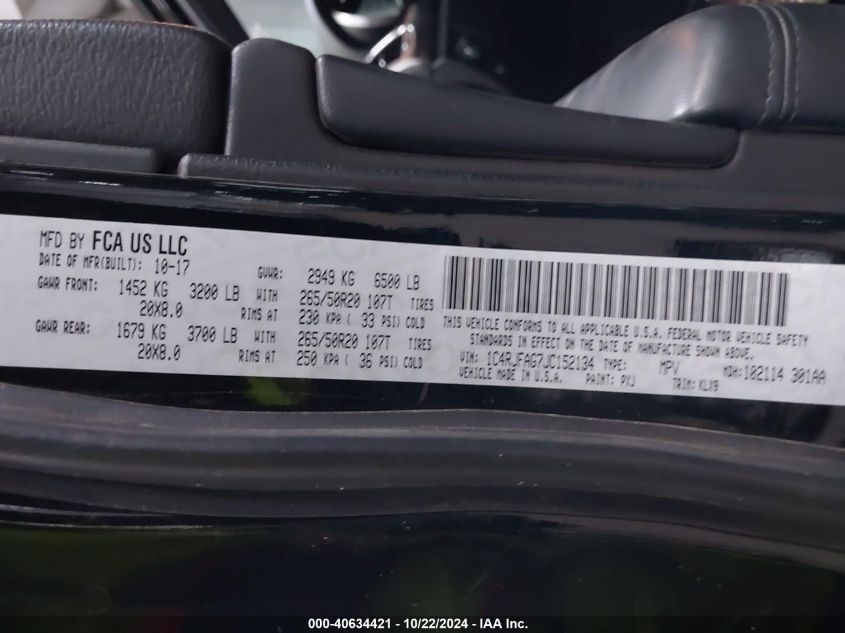 MFD BY FCA US LLC
DATE OF MFR(BUILT): 10-17 GVWR: 2949 KG 6500 LB
GAWR FRONT: 1452 KG 3200 LB WITH 265/50R20 107T TIRES
20X8.0 RIMS AT 230 KPA ( 33 PSI) COLD
GAWR REAR: 1679 KG 3700 LB WITH 265/50R20 107T TIRES
20X8.0 RIMS AT 250 KPA ( 36 PSI) COLD
THIS VEHICLE CONFORMS TO ALL APPLICABLE U.S.A. FEDERAL MOTOR VEHICLE SAFETY
STANDARDS IN EFFECT ON THE DATE OF MANUFACTURE SHOWN ABOVE.
VIN: 1C4RJFAG7JC152134 TYPE: MPV MDH: 102114 301AA
VEHICLE MADE IN U.S.A. PAINT: PXJ TRIM: KLX9
000-40634421 - 10/22/2024 - IAA Inc.